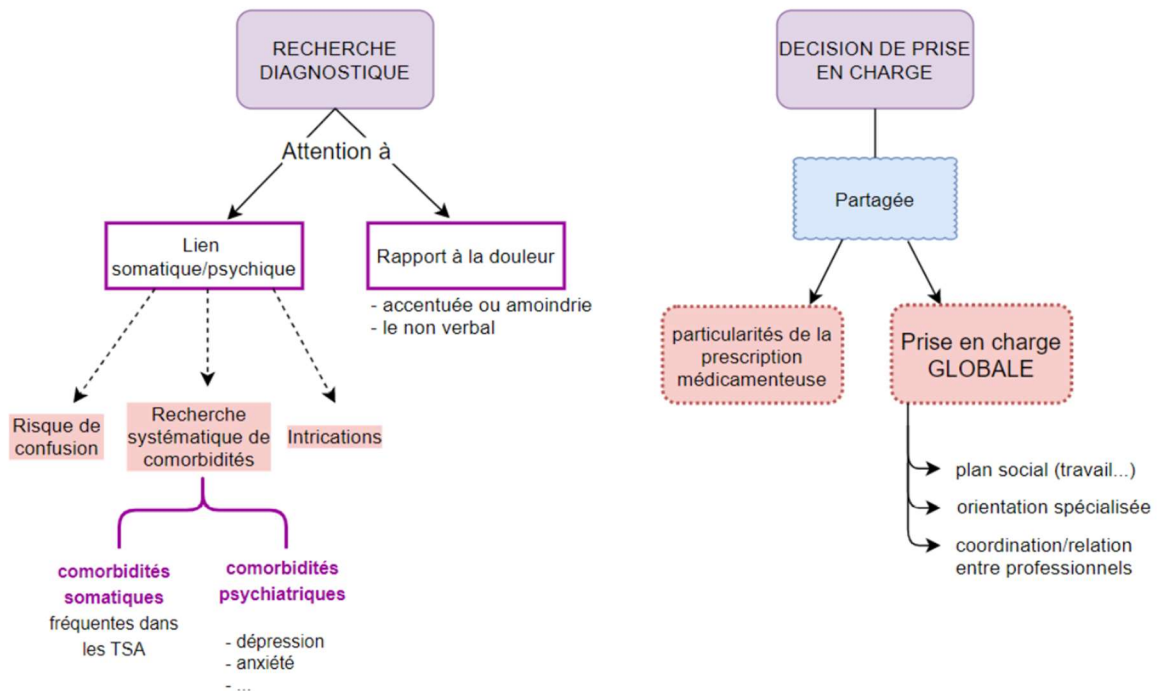 RECHERCHE
DIAGNOSTIQUE
Attention à
Lien
somatique/psychique
Rapport à la douleur
- accentuée ou amoindrie
- le non verbal
Risque de
confusion
Recherche
systématique de
comorbidités
Intrications
comorbidités
somatiques
fréquentes dans
les TSA
comorbidités
psychiatriques
- dépression
- anxiété
- ...
DECISION DE PRISE
EN CHARGE
Partagée
particularités de la
prescription
médicamenteuse
Prise en charge
GLOBALE
plan social (travail...)
orientation spécialisée
coordination/relation
entre professionnels